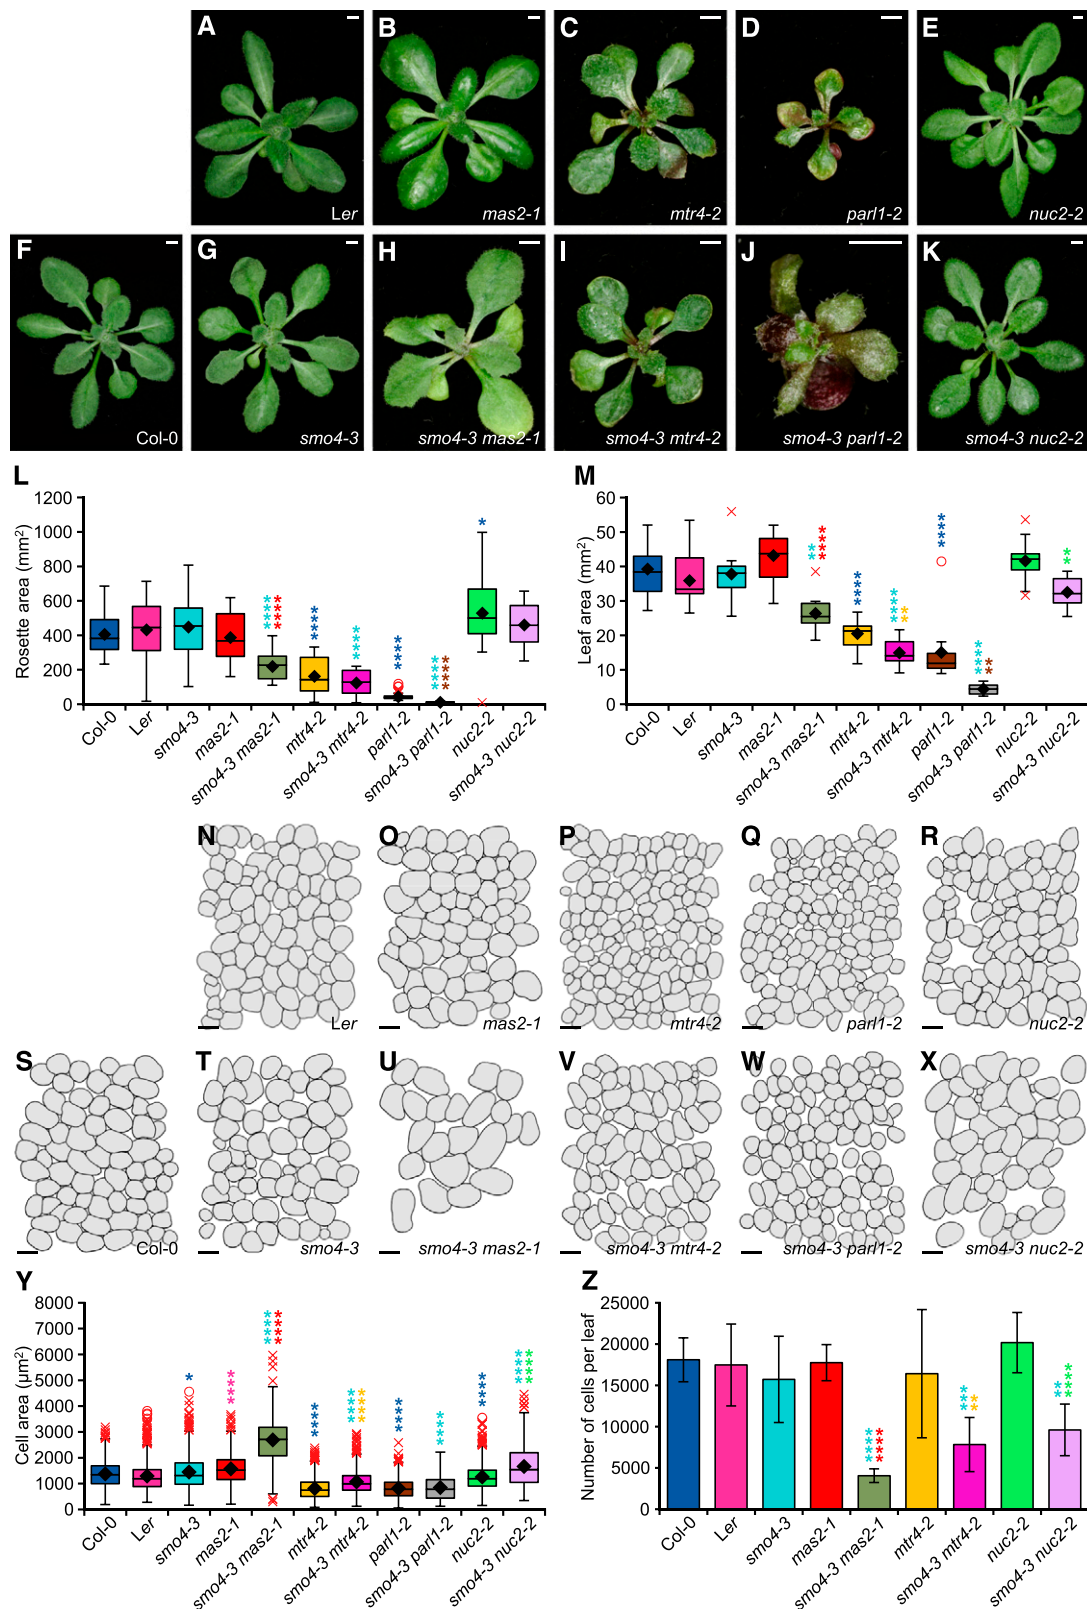 A
B
C
D
E
Ler
mas2-1
mtr4-2
parl1-2
nuc2-2
F
G
H
I
J
K
Col-0
smo4-3
smo4-3 mas2-1
smo4-3 mtr4-2
smo4-3 parl1-2
smo4-3 nuc2-2
L
Rosette area (mm²)
1200
1000
800
600
400
200
0
* * * *
* * * *
* * * *
* * * *
* * * *
* * * *
* * * *
*
Col-0
Ler
smo4-3
mas2-1
smo4-3 mas2-1
mtr4-2
smo4-3 mtr4-2
parl1-2
smo4-3 parl1-2
nuc2-2
smo4-3 nuc2-2
M
Leaf area (mm²)
60
50
40
30
20
10
0
* *
* * * *
* * * *
* * * *
* *
* * * *
* * * *
* *
* *
Col-0
Ler
smo4-3
mas2-1
smo4-3 mas2-1
mtr4-2
smo4-3 mtr4-2
parl1-2
smo4-3 parl1-2
nuc2-2
smo4-3 nuc2-2
N
O
P
Q
R
Ler
mas2-1
mtr4-2
parl1-2
nuc2-2
S
T
U
V
W
X
Col-0
smo4-3
smo4-3 mas2-1
smo4-3 mtr4-2
smo4-3 parl1-2
smo4-3 nuc2-2
Y
Cell area (µm²)
8000
7000
6000
5000
4000
3000
2000
1000
0
*
* * * *
* * * *
* * * *
* * * *
* * * *
* * * *
* * * *
* * * *
* * * *
* * * *
* * * *
Col-0
Ler
smo4-3
mas2-1
smo4-3 mas2-1
mtr4-2
smo4-3 mtr4-2
parl1-2
smo4-3 parl1-2
nuc2-2
smo4-3 nuc2-2
Z
Number of cells per leaf
25000
20000
15000
10000
5000
0
* * * *
* * * *
* * *
* *
* *
* * * *
Col-0
Ler
smo4-3
mas2-1
smo4-3 mas2-1
mtr4-2
smo4-3 mtr4-2
nuc2-2
smo4-3 nuc2-2